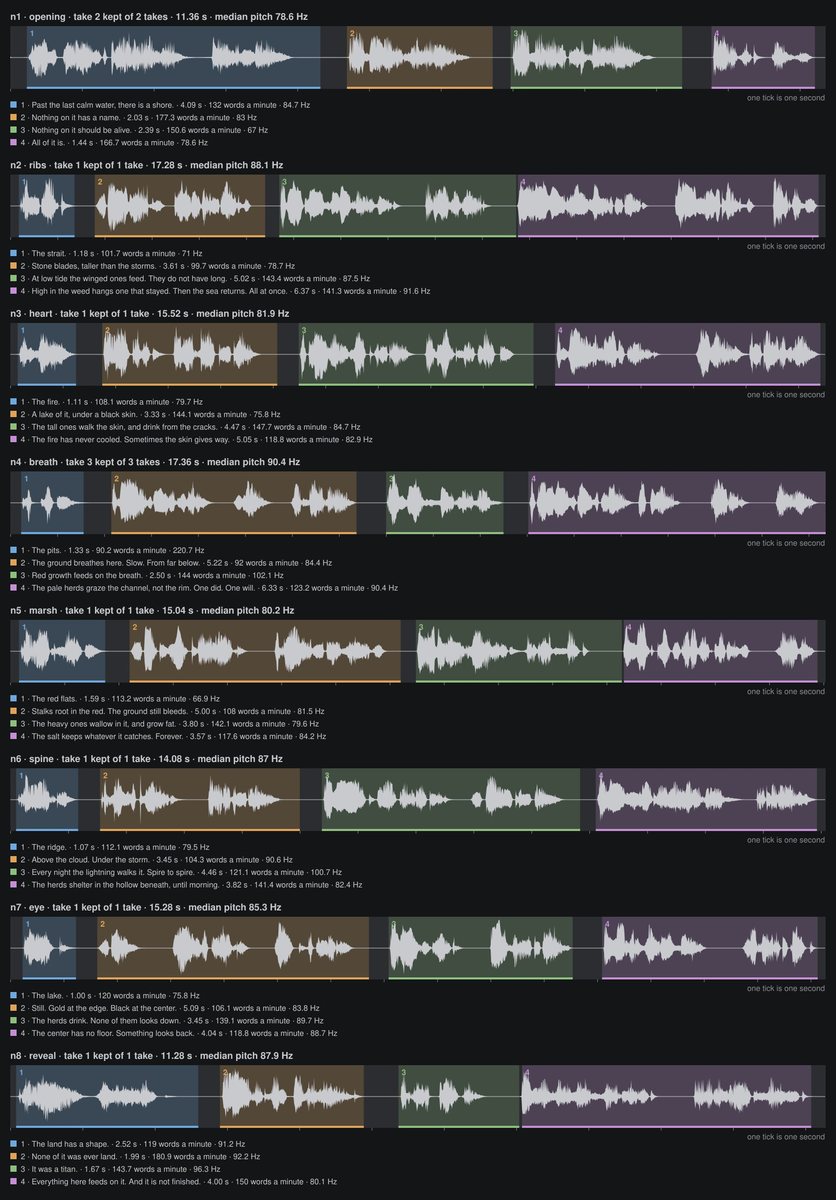 n1 · opening · take 2 kept of 2 takes · 11.36 s · median pitch 78.6 Hz
1 2 3 4
one tick is one second
1 · Past the last calm water, there is a shore. · 4.09 s · 132 words a minute · 84.7 Hz
2 · Nothing on it has a name. · 2.03 s · 177.3 words a minute · 83 Hz
3 · Nothing on it should be alive. · 2.39 s · 150.6 words a minute · 67 Hz
4 · All of it is. · 1.44 s · 166.7 words a minute · 78.6 Hz
n2 · ribs · take 1 kept of 1 take · 17.28 s · median pitch 88.1 Hz
1 2 3 4
one tick is one second
1 · The strait. · 1.18 s · 101.7 words a minute · 71 Hz
2 · Stone blades, taller than the storms. · 3.61 s · 99.7 words a minute · 78.7 Hz
3 · At low tide the winged ones feed. They do not have long. · 5.02 s · 143.4 words a minute · 87.5 Hz
4 · High in the weed hangs one that stayed. Then the sea returns. All at once. · 6.37 s · 141.3 words a minute · 91.6 Hz
n3 · heart · take 1 kept of 1 take · 15.52 s · median pitch 81.9 Hz
1 2 3 4
one tick is one second
1 · The fire. · 1.11 s · 108.1 words a minute · 79.7 Hz
2 · A lake of it, under a black skin. · 3.33 s · 144.1 words a minute · 75.8 Hz
3 · The tall ones walk the skin, and drink from the cracks. · 4.47 s · 147.7 words a minute · 84.7 Hz
4 · The fire has never cooled. Sometimes the skin gives way. · 5.05 s · 118.8 words a minute · 82.9 Hz
n4 · breath · take 3 kept of 3 takes · 17.36 s · median pitch 90.4 Hz
1 2 3 4
one tick is one second
1 · The pits. · 1.33 s · 90.2 words a minute · 220.7 Hz
2 · The ground breathes here. Slow. From far below. · 5.22 s · 92 words a minute · 84.4 Hz
3 · Red growth feeds on the breath. · 2.50 s · 144 words a minute · 102.1 Hz
4 · The pale herds graze the channel, not the rim. One did. One will. · 6.33 s · 123.2 words a minute · 90.4 Hz
n5 · marsh · take 1 kept of 1 take · 15.04 s · median pitch 80.2 Hz
1 2 3 4
one tick is one second
1 · The red flats. · 1.59 s · 113.2 words a minute · 66.9 Hz
2 · Stalks root in the red. The ground still bleeds. · 5.00 s · 108 words a minute · 81.5 Hz
3 · The heavy ones wallow in it, and grow fat. · 3.80 s · 142.1 words a minute · 79.6 Hz
4 · The salt keeps whatever it catches. Forever. · 3.57 s · 117.6 words a minute · 84.2 Hz
n6 · spine · take 1 kept of 1 take · 14.08 s · median pitch 87 Hz
1 2 3 4
one tick is one second
1 · The ridge. · 1.07 s · 112.1 words a minute · 79.5 Hz
2 · Above the cloud. Under the storm. · 3.45 s · 104.3 words a minute · 90.6 Hz
3 · Every night the lightning walks it. Spire to spire. · 4.46 s · 121.1 words a minute · 100.7 Hz
4 · The herds shelter in the hollow beneath, until morning. · 3.82 s · 141.4 words a minute · 82.4 Hz
n7 · eye · take 1 kept of 1 take · 15.28 s · median pitch 85.3 Hz
1 2 3 4
one tick is one second
1 · The lake. · 1.00 s · 120 words a minute · 75.8 Hz
2 · Still. Gold at the edge. Black at the center. · 5.09 s · 106.1 words a minute · 83.8 Hz
3 · The herds drink. None of them looks down. · 3.45 s · 139.1 words a minute · 89.7 Hz
4 · The center has no floor. Something looks back. · 4.04 s · 118.8 words a minute · 88.7 Hz
n8 · reveal · take 1 kept of 1 take · 11.28 s · median pitch 87.9 Hz
1 2 3 4
one tick is one second
1 · The land has a shape. · 2.52 s · 119 words a minute · 91.2 Hz
2 · None of it was ever land. · 1.99 s · 180.9 words a minute · 92.2 Hz
3 · It was a titan. · 1.67 s · 143.7 words a minute · 96.3 Hz
4 · Everything here feeds on it. And it is not finished. · 4.00 s · 150 words a minute · 80.1 Hz